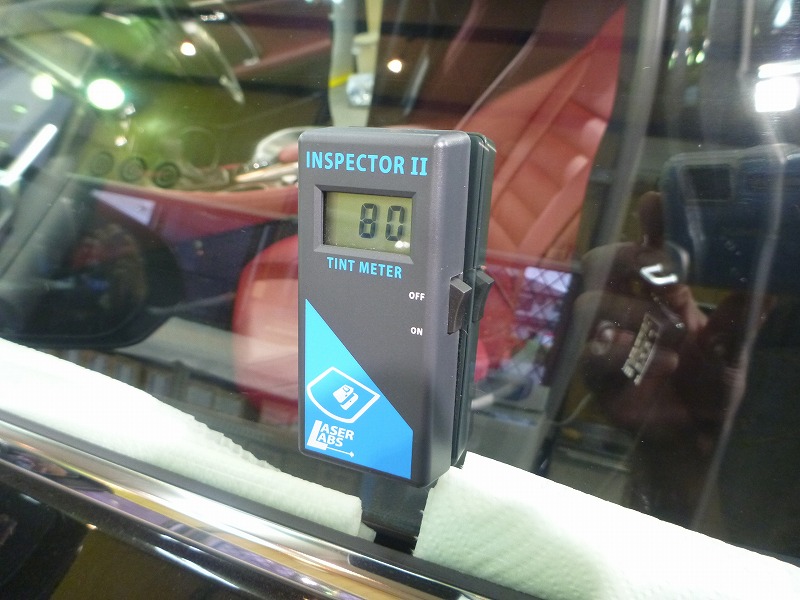 INSPECTOR II
80
TINT METER
OFF
ON
LASER
LABS